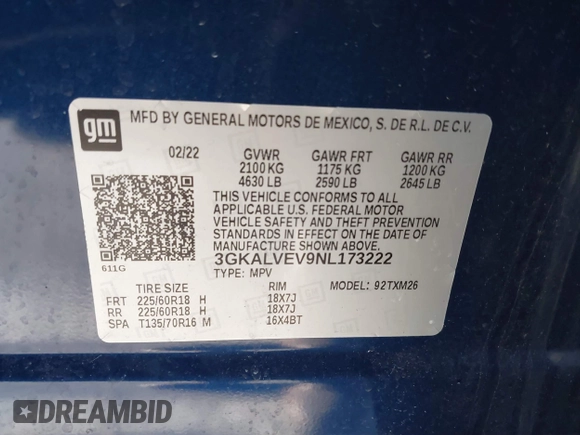 gm
MFD BY GENERAL MOTORS DE MEXICO, S. DE R.L. DE C.V.
02/22 GVWR GAWR FRT GAWR RR
2100 KG 1175 KG 1200 KG
4630 LB 2590 LB 2645 LB
THIS VEHICLE CONFORMS TO ALL
APPLICABLE U.S. FEDERAL MOTOR
VEHICLE SAFETY AND THEFT PREVENTION
STANDARDS IN EFFECT ON THE DATE OF
MANUFACTURE SHOWN ABOVE.
3GKALVEV9NL173222
611G
TYPE: MPV
TIRE SIZE RIM MODEL: 92TXM26
FRT 225/60R18 H 18X7J
RR 225/60R18 H 18X7J
SPA T135/70R16 M 16X4BT
DREAMBID